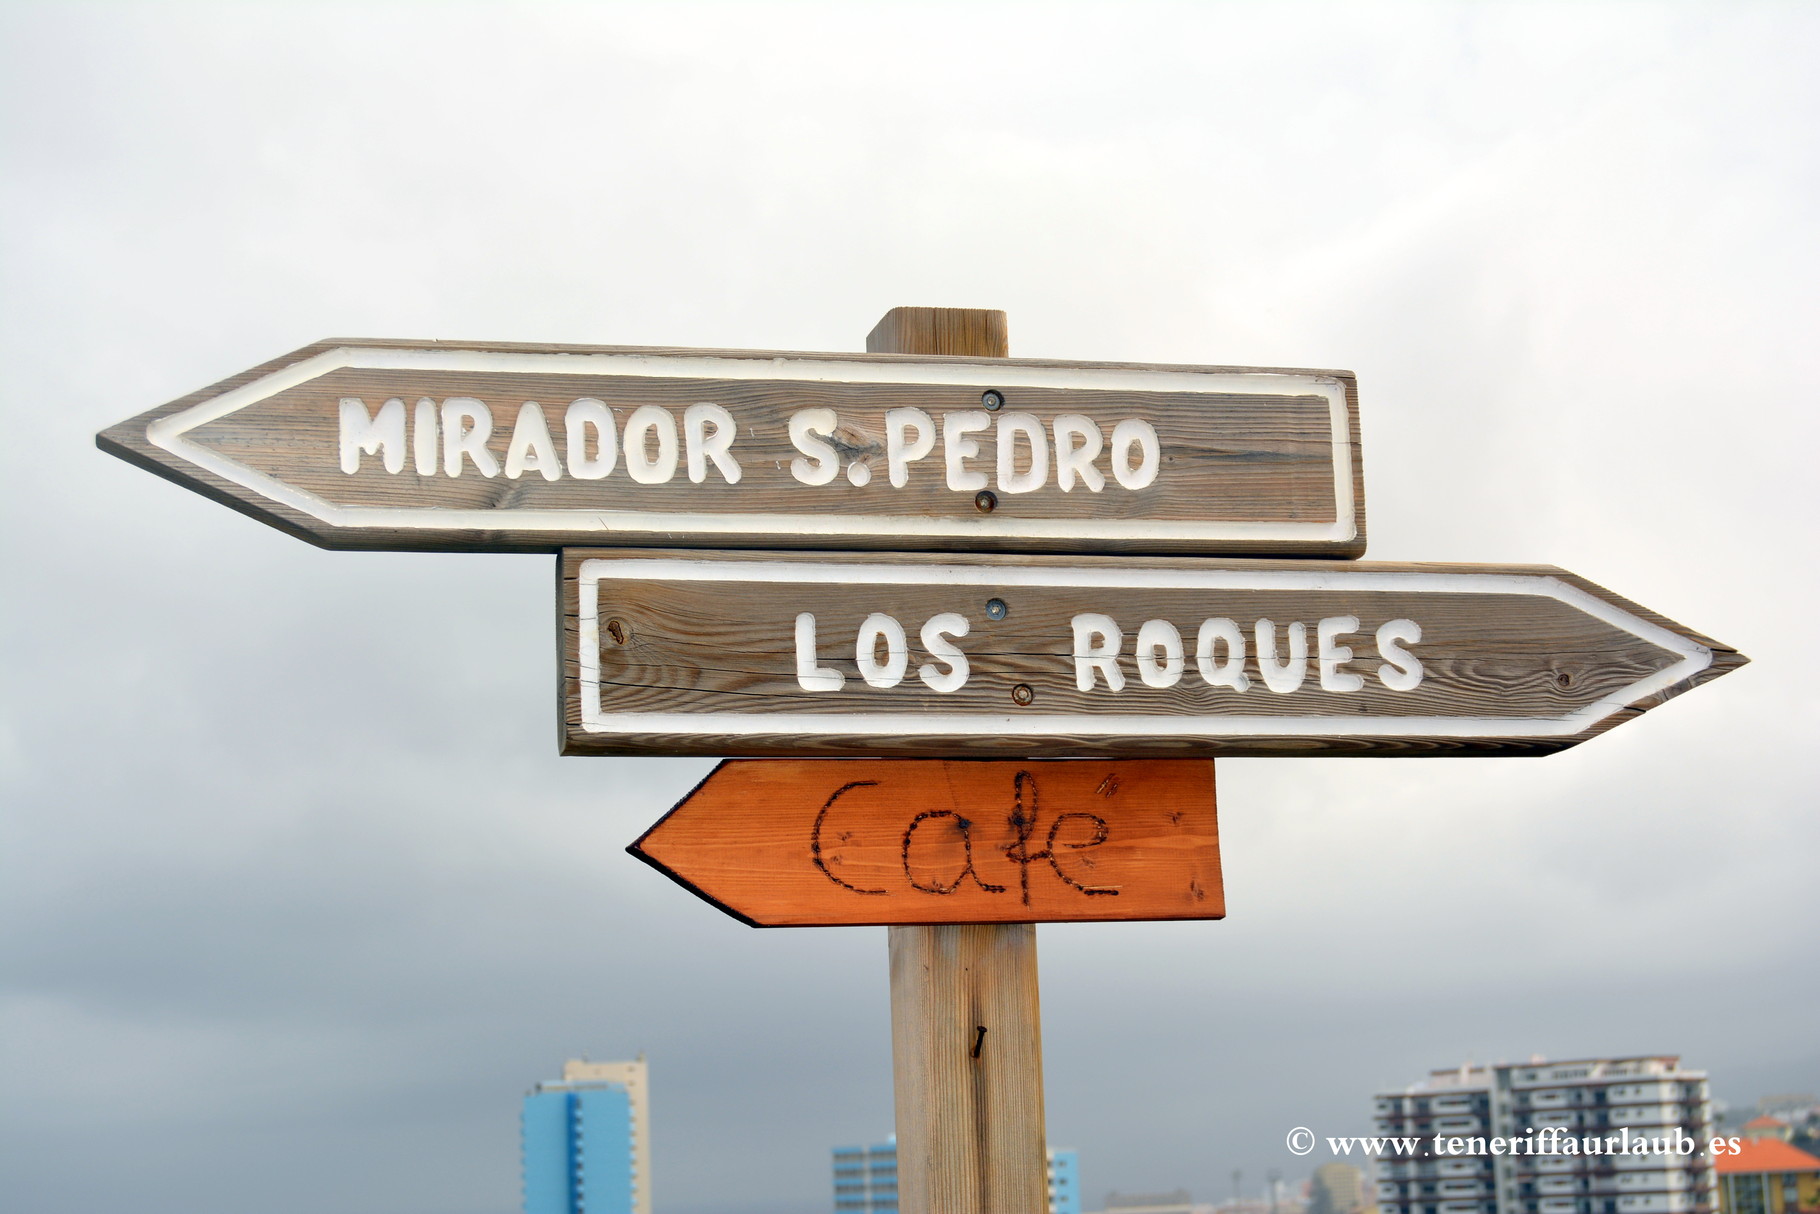 MIRADOR S.PEDRO
LOS ROQUES
Café
© www.teneriffaurlaub.es